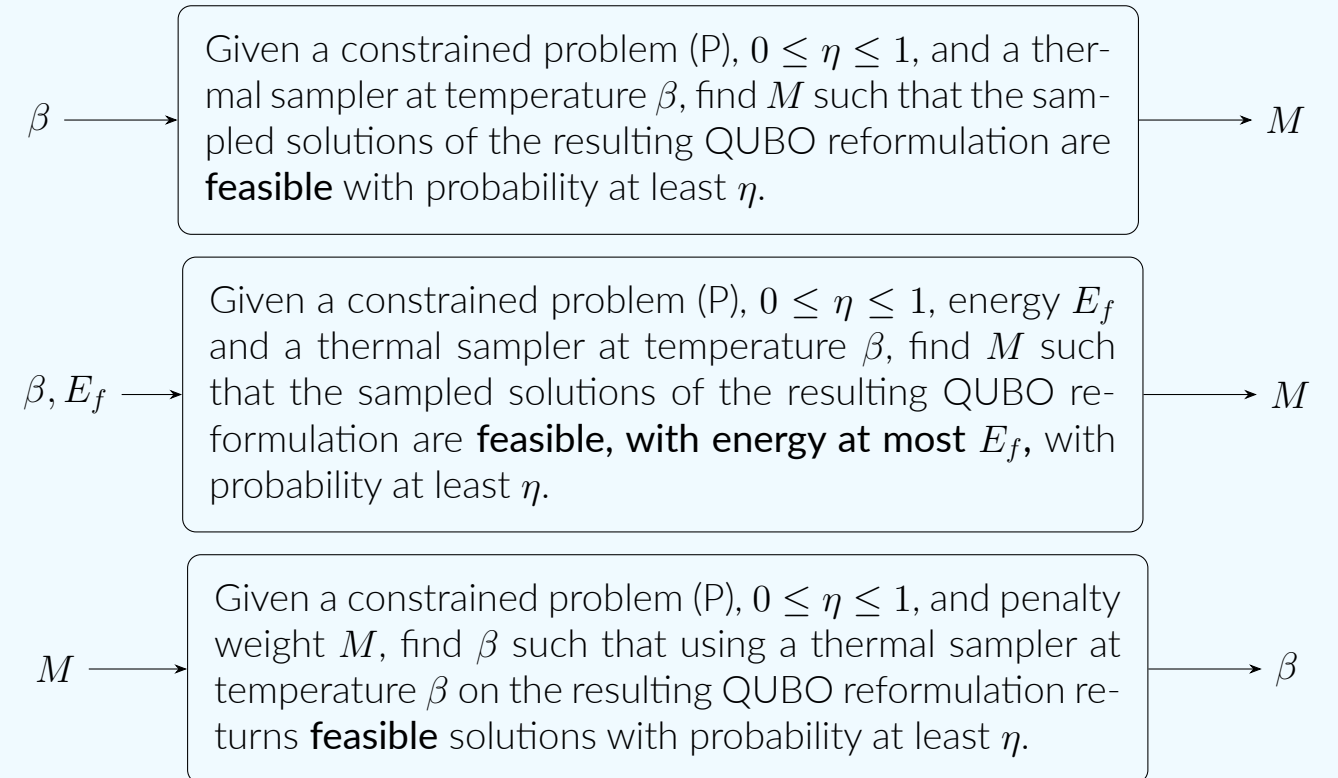 Given a constrained problem (P), 0 ≤ η ≤ 1, and a ther-
mal sampler at temperature β, find M such that the sam-
β
M
pled solutions of the resulting QUBO reformulation are
feasible with probability at least η.
Given a constrained problem (P), 0 ≤ η ≤ 1, energy E_f
and a thermal sampler at temperature β, find M such
β, E_f
that the sampled solutions of the resulting QUBO re-
M
formulation are feasible, with energy at most E_f, with
probability at least η.
Given a constrained problem (P), 0 ≤ η ≤ 1, and penalty
weight M, find β such that using a thermal sampler at
M
β
temperature β on the resulting QUBO reformulation re-
turns feasible solutions with probability at least η.